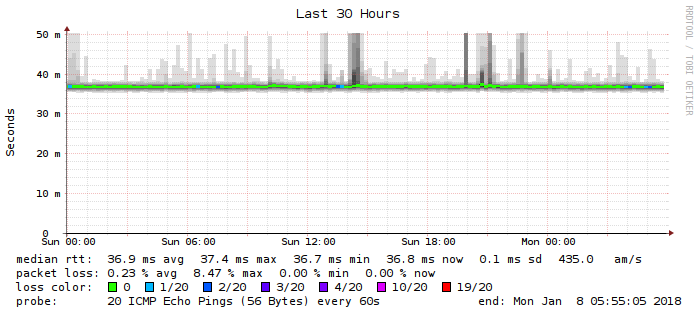 Last 30 Hours
RRDTOOL / TOBI OETIKER
Seconds
50 m
40 m
30 m
20 m
10 m
0
Sun 00:00 Sun 06:00 Sun 12:00 Sun 18:00 Mon 00:00
median rtt: 36.9 ms avg 37.4 ms max 36.7 ms min 36.8 ms now 0.1 ms sd 435.0 am/s
packet loss: 0.23 % avg 8.47 % max 0.00 % min 0.00 % now
loss color: 0 1/20 2/20 3/20 4/20 10/20 19/20
probe: 20 ICMP Echo Pings (56 Bytes) every 60s end: Mon Jan 8 05:55:05 2018